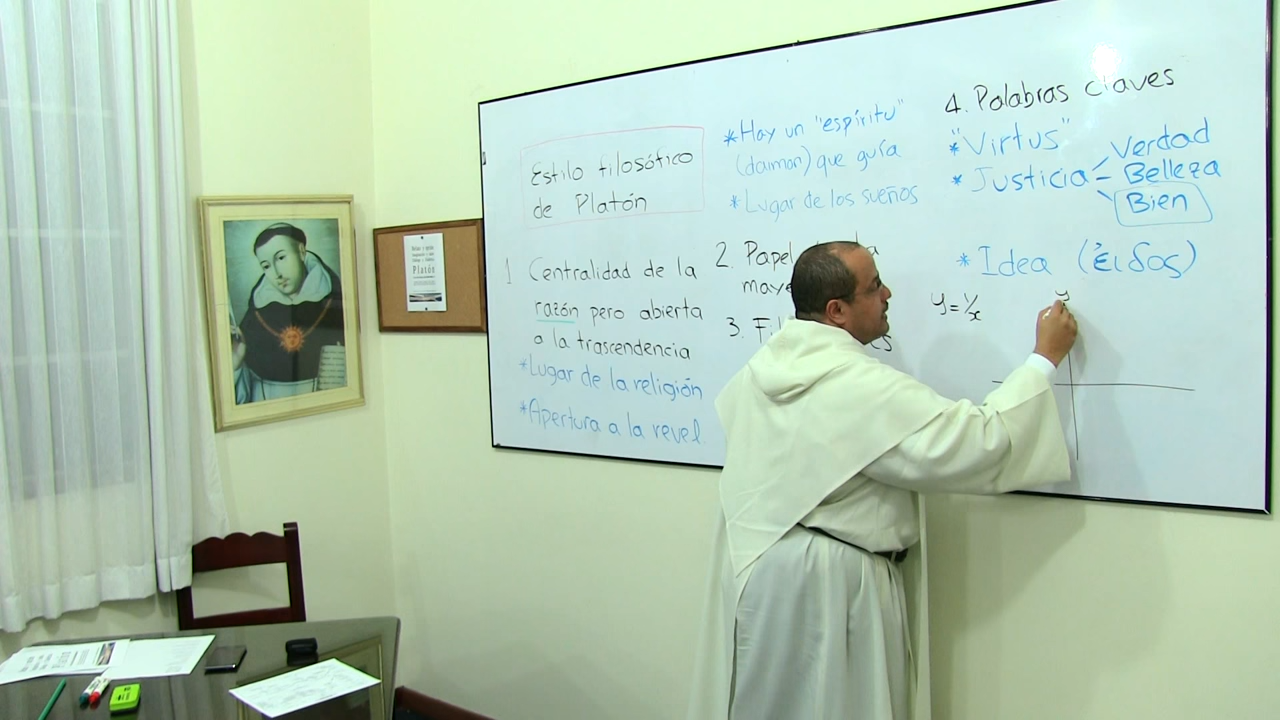 Estilo filosófico
de Platón
1 Centralidad de la
razón pero abierta
a la trascendencia
*Lugar de la religión
*Apertura a la revel.
*Hay un "espíritu"
(daimon) que guía
*Lugar de los sueños
2. Papel
3.
4. Palabras claves
*"Virtus"
*Justicia
Verdad
Belleza
Bien
*Idea (ἐιδος)
y=1/x
y
Platón